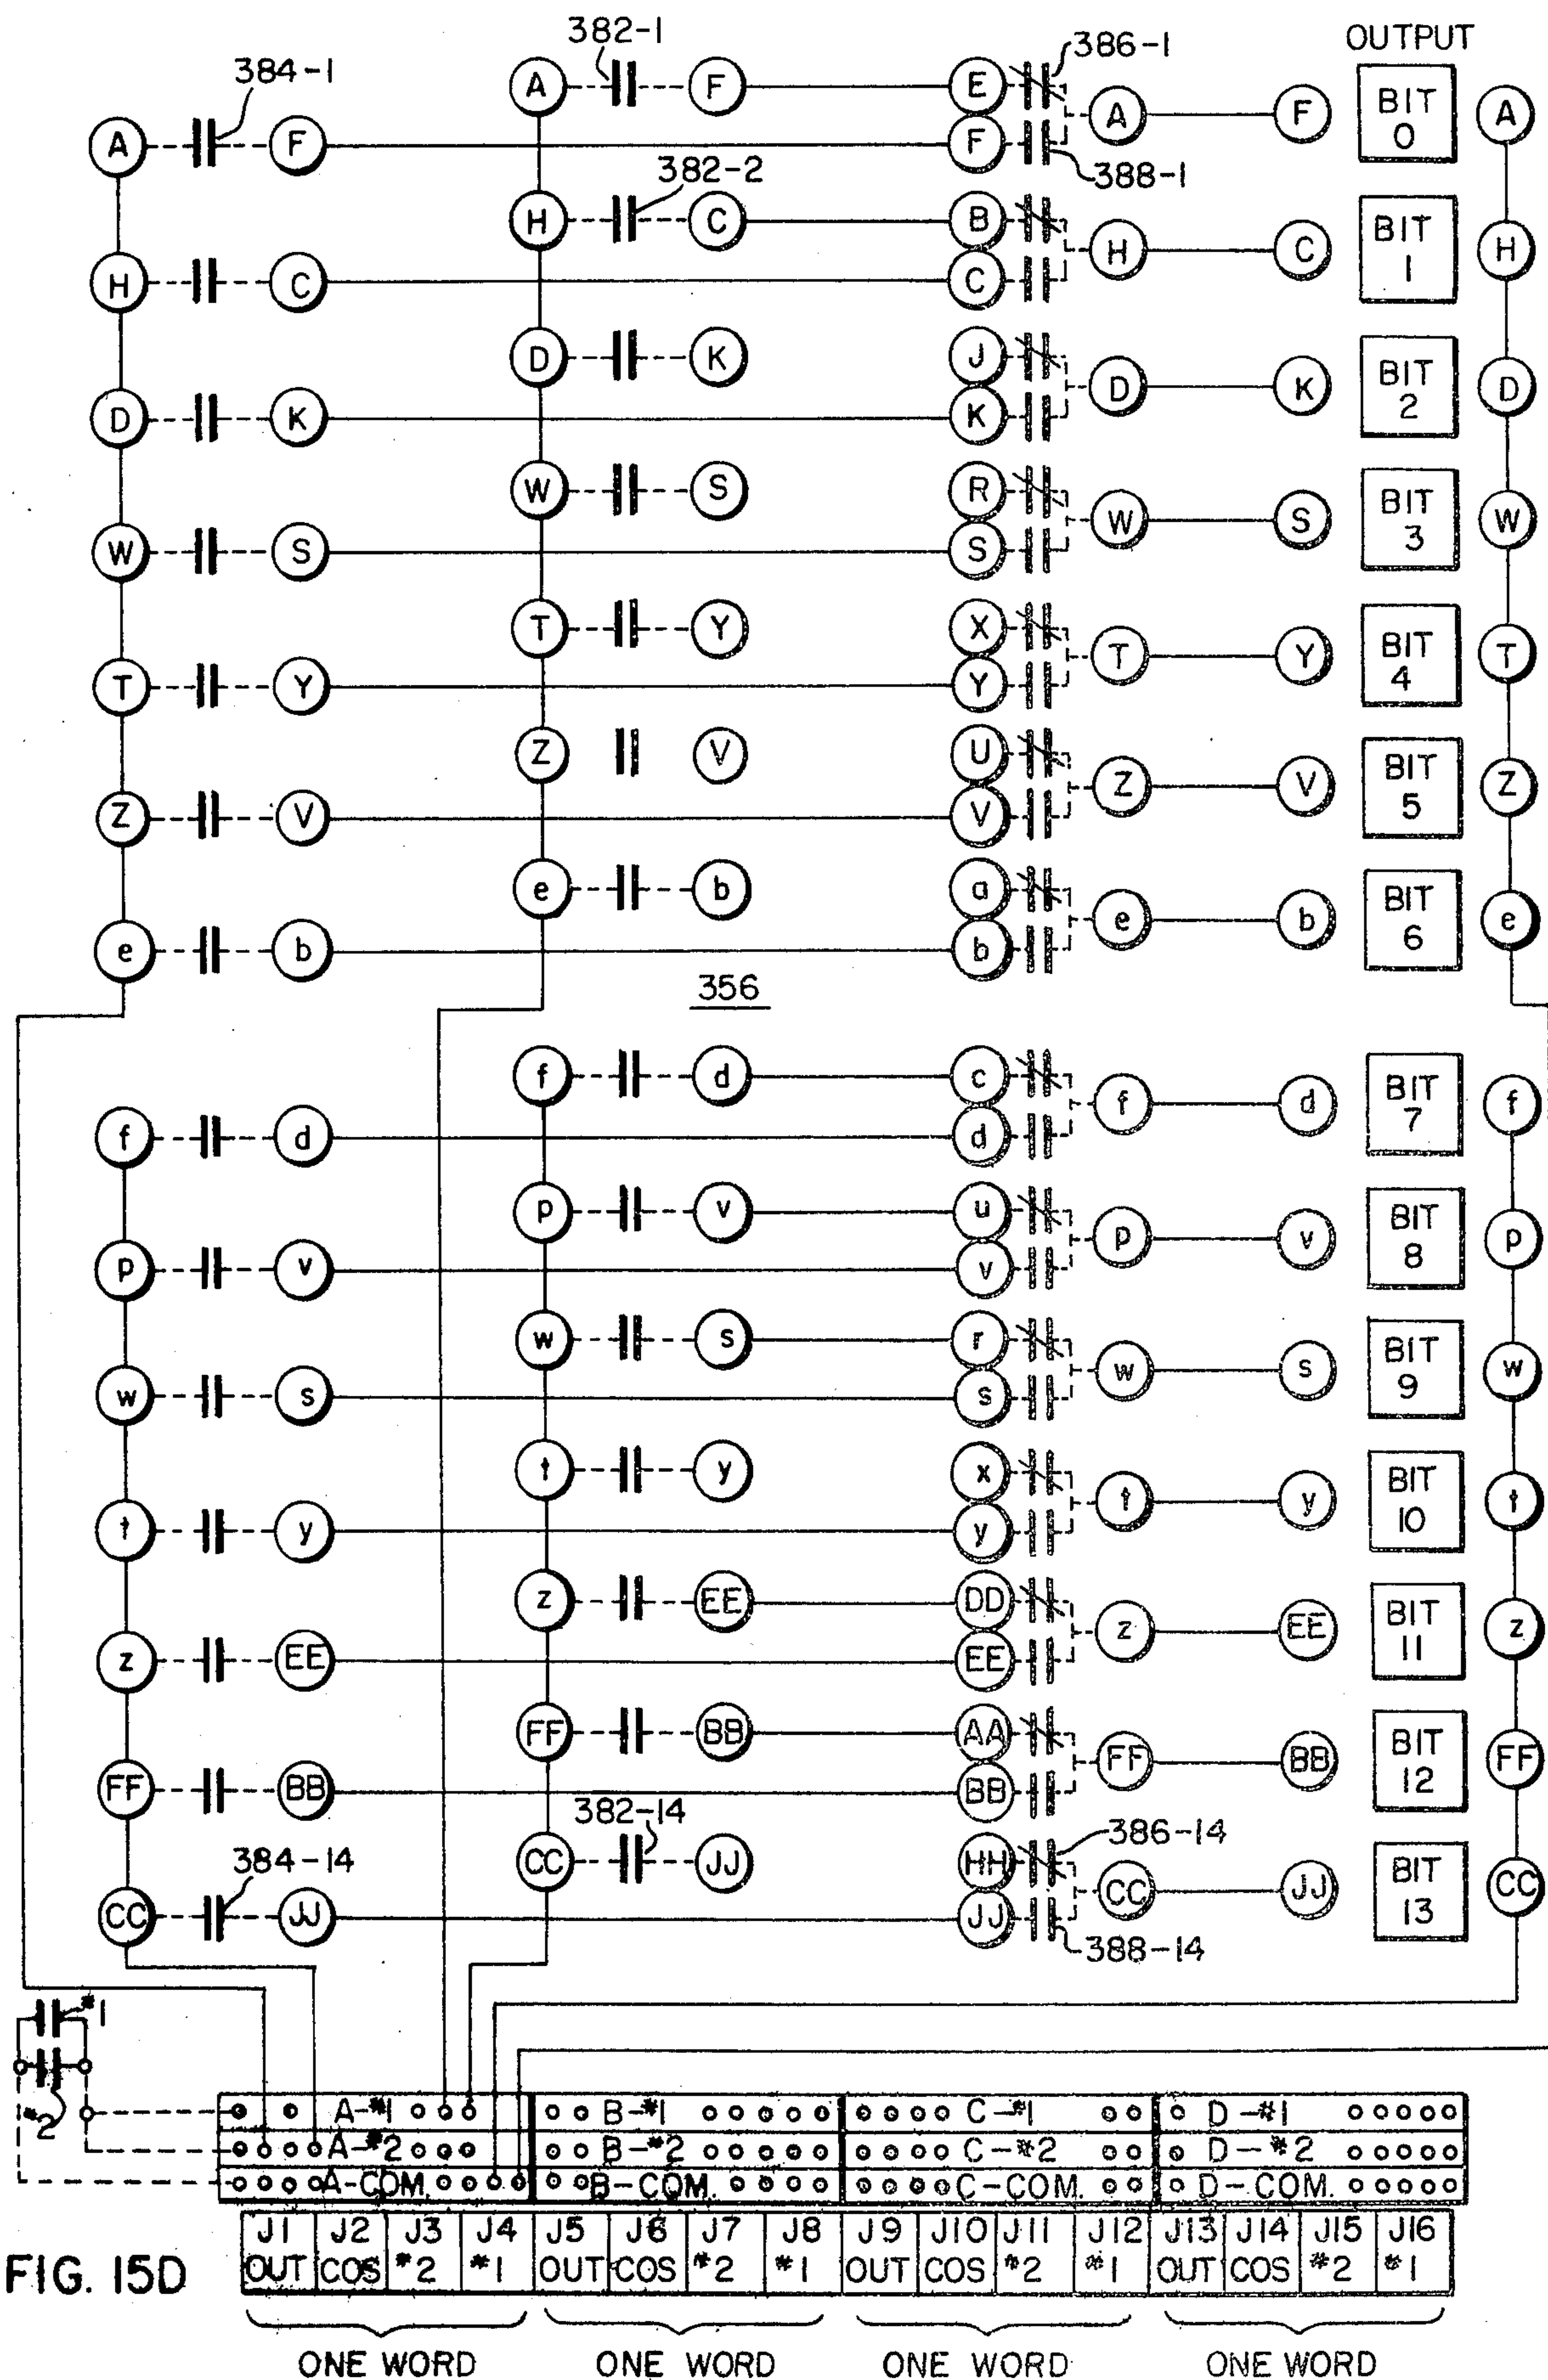 OUTPUT
382-1
386-1
384-1
A F E A F BIT 0 A
A F F
388-1
382-2
H C B H C BIT 1 H
H C C
D K J D K BIT 2 D
D K K
W S R W S BIT 3 W
W S S
T Y X T Y BIT 4 T
T Y Y
Z V U Z V BIT 5 Z
Z V V
e b a e b BIT 6 e
e b b
356
f d c f d BIT 7 f
f d d
p v u p v BIT 8 p
p v v
w s r w s BIT 9 w
w s s
t y x t y BIT 10 t
t y y
z EE DD z EE BIT 11 z
z EE EE
FF BB AA FF BB BIT 12 FF
FF BB BB
382-14
386-14
384-14
CC JJ HH CC JJ BIT 13 CC
CC JJ JJ
388-14
#1
#2
A-#1 B-#1 C-#1 D-#1
A-#2 B-#2 C-#2 D-#2
A-COM. B-COM. C-COM. D-COM.
J1 J2 J3 J4 J5 J6 J7 J8 J9 J10 J11 J12 J13 J14 J15 J16
OUT COS #2 #1 OUT COS #2 #1 OUT COS #2 #1 OUT COS #2 #1
FIG. 15D
ONE WORD ONE WORD ONE WORD ONE WORD